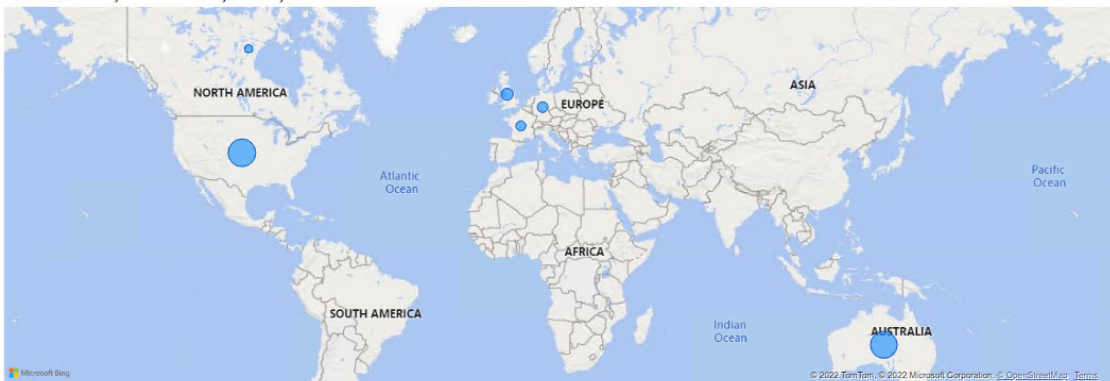 NORTH AMERICA
EUROPE
ASIA
Atlantic
Ocean
Pacific
Ocean
AFRICA
SOUTH AMERICA
Indian
Ocean
AUSTRALIA
Microsoft Bing
© 2022 TomTom, © 2022 Microsoft Corporation, © OpenStreetMap Terms